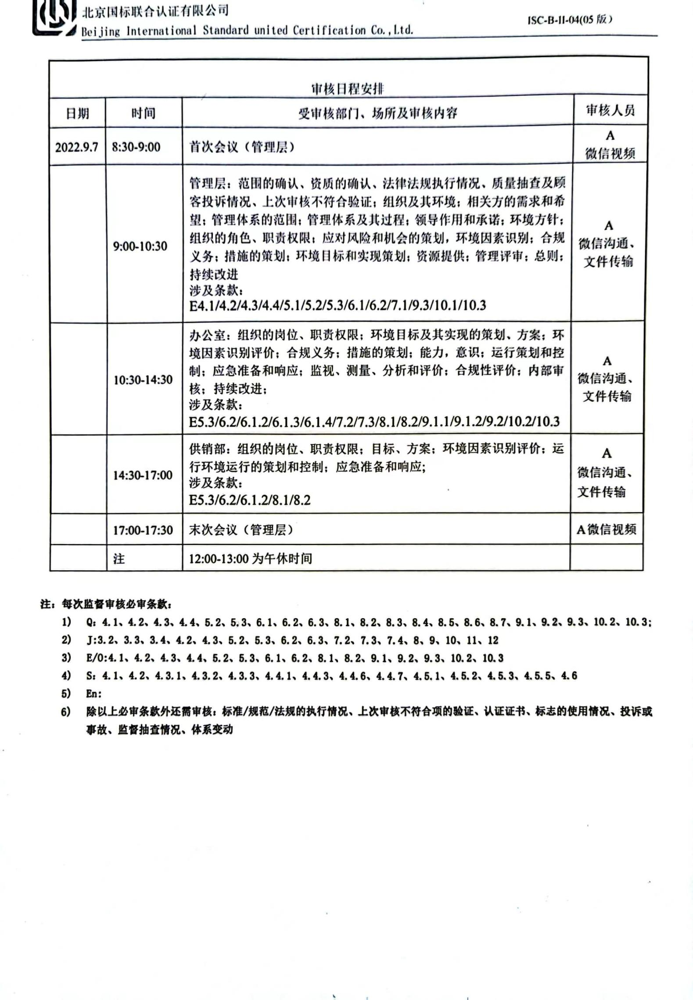 北京国标联合认证有限公司
Beijing International Standard united Certification Co.,Ltd.
ISC-B-II-04(05 版)
审核日程安排
日期 时间 受审核部门、场所及审核内容 审核人员
2022.9.7 8:30-9:00 首次会议（管理层） A
微信视频
9:00-10:30
管理层：范围的确认、资质的确认、法律法规执行情况、质量抽查及顾
客投诉情况、上次审核不符合验证；组织及其环境；相关方的需求和希
望；管理体系的范围；管理体系及其过程；领导作用和承诺；环境方针；
组织的角色、职责权限；应对风险和机会的策划，环境因素识别；合规
义务；措施的策划；环境目标和实现策划；资源提供；管理评审；总则；
持续改进
涉及条款：
E4.1/4.2/4.3/4.4/5.1/5.2/5.3/6.1/6.2/7.1/9.3/10.1/10.3
A
微信沟通、
文件传输
10:30-14:30
办公室：组织的岗位、职责权限；环境目标及其实现的策划、方案；环
境因素识别评价；合规义务；措施的策划；能力，意识；运行策划和控
制；应急准备和响应；监视、测量、分析和评价；合规性评价；内部审
核；持续改进；
涉及条款：
E5.3/6.2/6.1.2/6.1.3/6.1.4/7.2/7.3/8.1/8.2/9.1.1/9.1.2/9.2/10.2/10.3
A
微信沟通、
文件传输
14:30-17:00
供销部：组织的岗位、职责权限；目标、方案；环境因素识别评价；运
行环境运行的策划和控制；应急准备和响应；
涉及条款：
E5.3/6.2/6.1.2/8.1/8.2
A
微信沟通、
文件传输
17:00-17:30 末次会议（管理层） A微信视频
注 12:00-13:00 为午休时间
注：每次监督审核必审条款：
1) Q: 4.1、4.2、4.3、4.4、5.2、5.3、6.1、6.2、6.3、8.1、8.2、8.3、8.4、8.5、8.6、8.7、9.1、9.2、9.3、10.2、10.3;
2) J:3.2、3.3、3.4、4.2、4.3、5.2、5.3、6.2、6.3、7.2、7.3、7.4、8、9、10、11、12
3) E/O:4.1、4.2、4.3、4.4、5.2、5.3、6.1、6.2、8.1、8.2、9.1、9.2、9.3、10.2、10.3
4) S: 4.1、4.2、4.3.1、4.3.2、4.3.3、4.4.1、4.4.3、4.4.6、4.4.7、4.5.1、4.5.2、4.5.3、4.5.5、4.6
5) En:
6) 除以上必审条款外还需审核：标准/规范/法规的执行情况、上次审核不符合项的验证、认证证书、标志的使用情况、投诉或
事故、监督抽查情况、体系变动